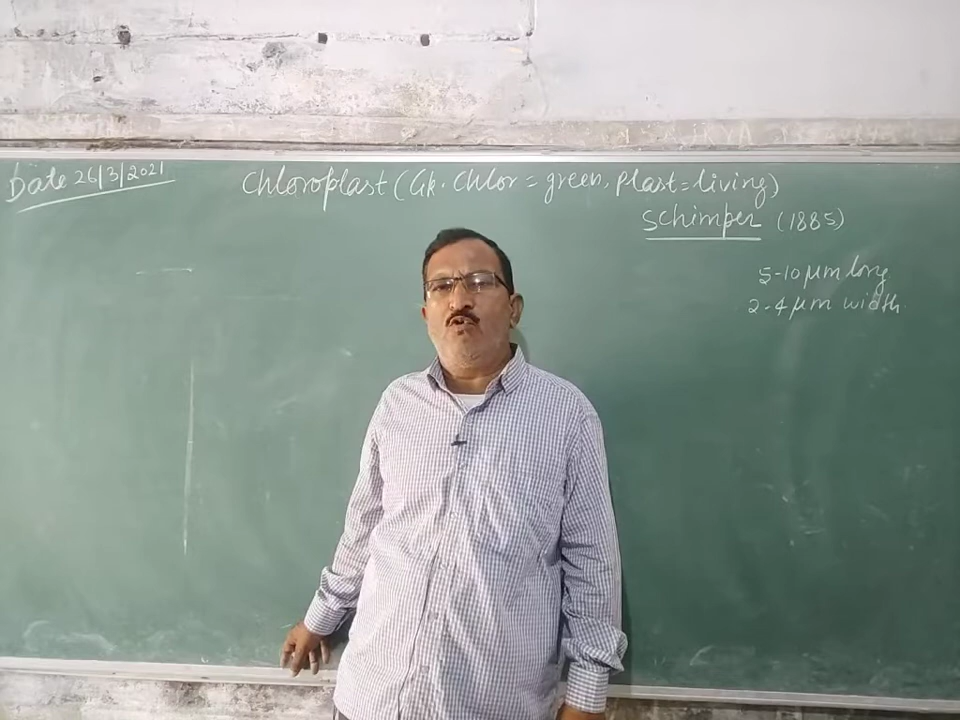 Date 26/3/2021
Chloroplast (Gk. Chlor = green, plast = living)
Schimper (1885)
5-10 μm long
2-4 μm width